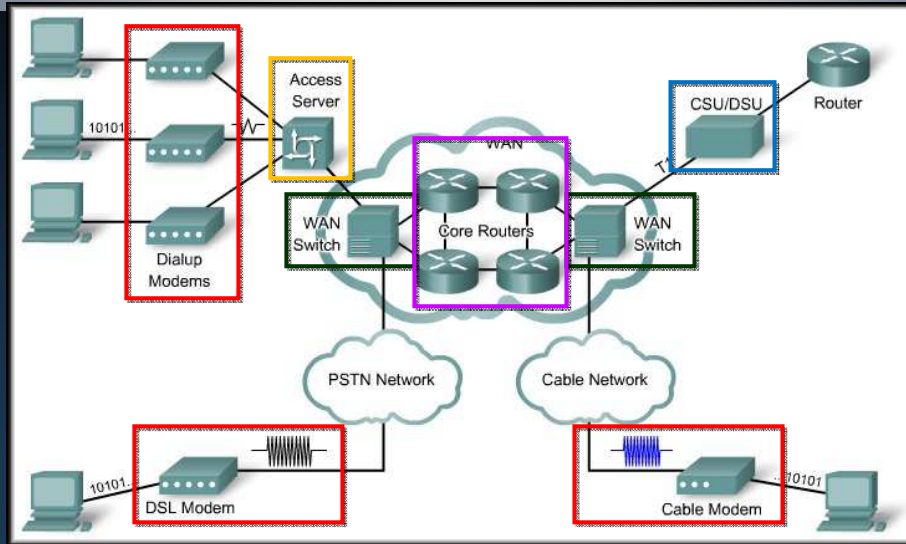 Access
Server
CSU/DSU
Router
10101...
WAN
T1
WAN
Switch
Core Routers
WAN
Switch
Dialup
Modems
PSTN Network
Cable Network
10101...
DSL Modem
...10101
Cable Modem